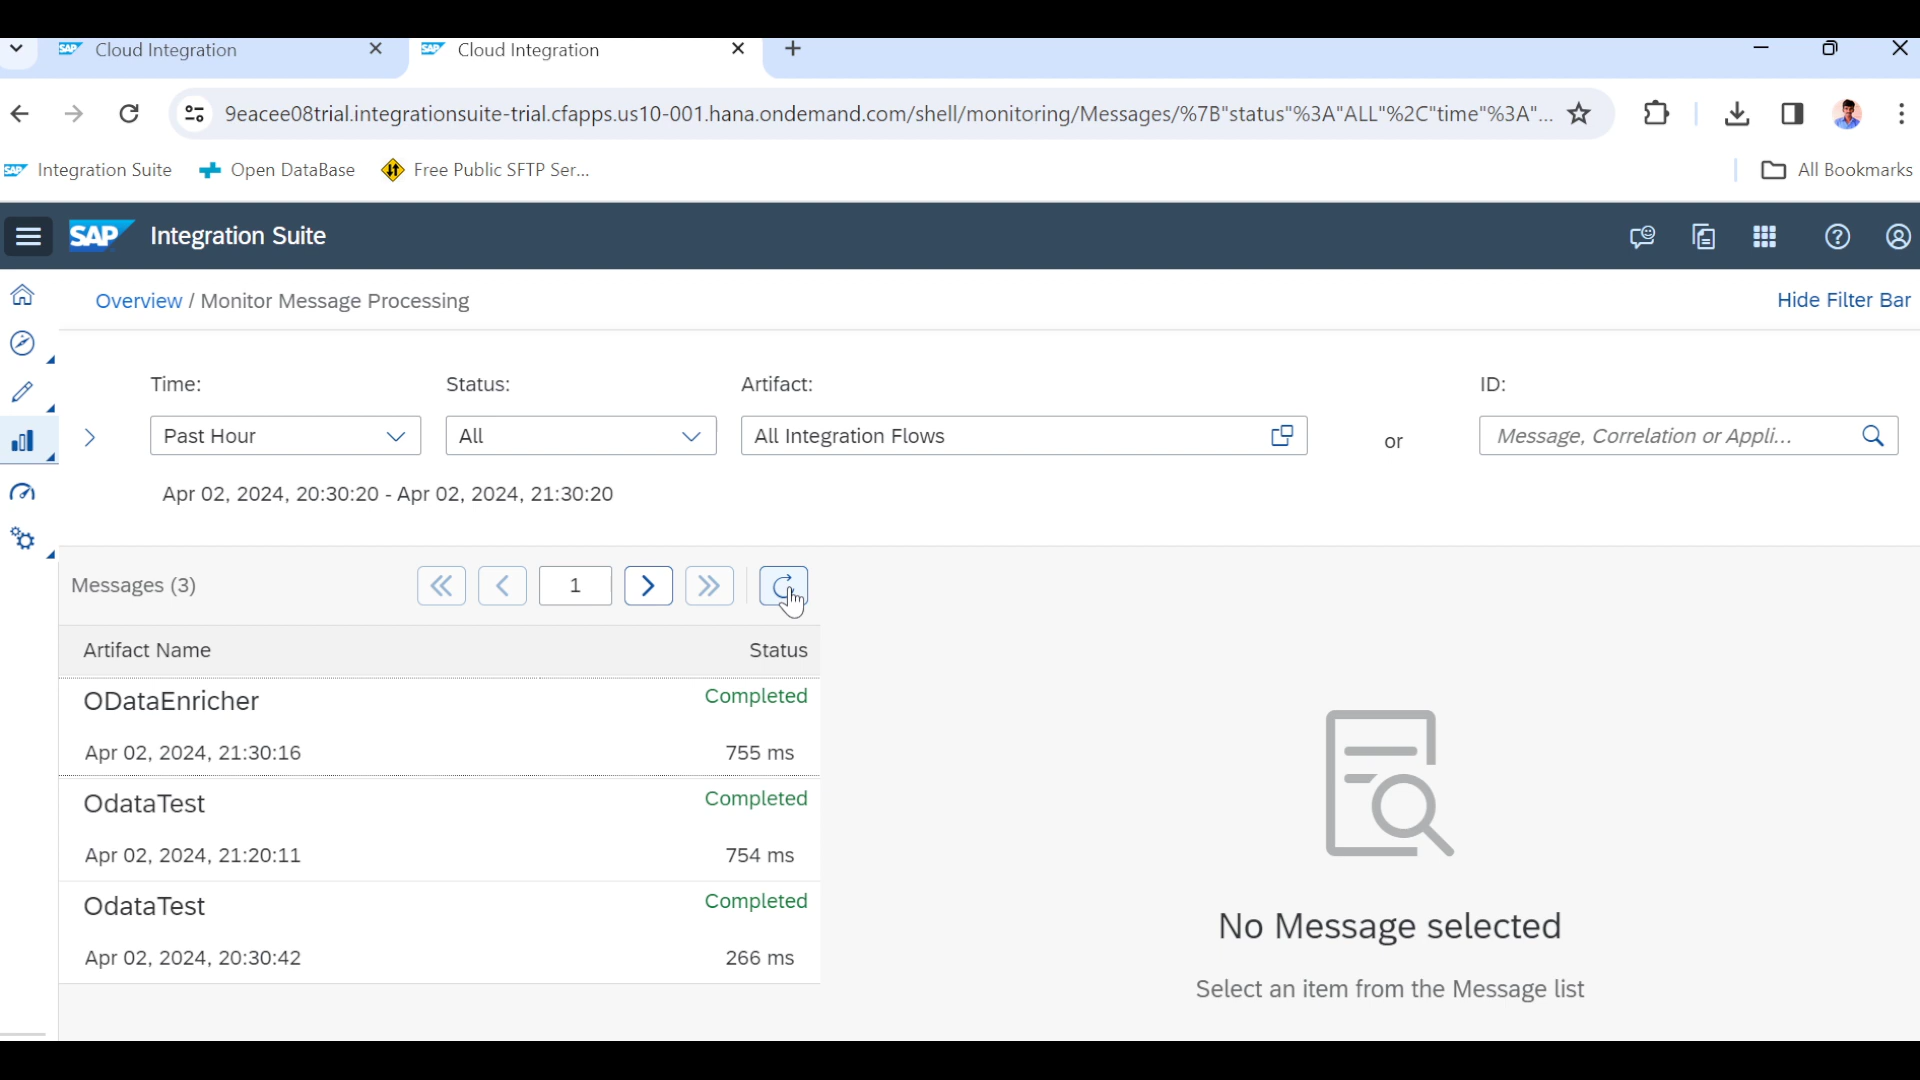 Cloud Integration
Cloud Integration
9eacee08trial.integrationsuite-trial.cfapps.us10-001.hana.ondemand.com/shell/monitoring/Messages/%7B"status"%3A"ALL"%2C"time"%3A"...
Integration Suite
Open DataBase
Free Public SFTP Ser...
All Bookmarks
SAP Integration Suite
Overview / Monitor Message Processing
Hide Filter Bar
Time:
Status:
Artifact:
ID:
Past Hour
All
All Integration Flows
or
Message, Correlation or Appli...
Apr 02, 2024, 20:30:20 - Apr 02, 2024, 21:30:20
Messages (3)
1
Artifact Name
Status
ODataEnricher
Completed
Apr 02, 2024, 21:30:16
755 ms
OdataTest
Completed
Apr 02, 2024, 21:20:11
754 ms
OdataTest
Completed
Apr 02, 2024, 20:30:42
266 ms
No Message selected
Select an item from the Message list